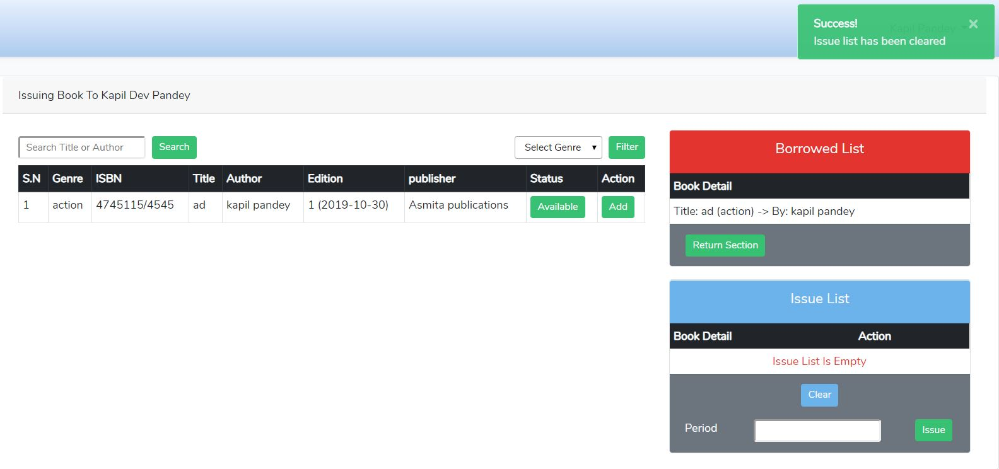 Success! ×
Kapil Pandey
Issue list has been cleared
Issuing Book To Kapil Dev Pandey
Search Title or Author Search Select Genre Filter
S.N Genre ISBN Title Author Edition publisher Status Action
1 action 4745115/4545 ad kapil pandey 1 (2019-10-30) Asmita publications Available Add
Borrowed List
Book Detail
Title: ad (action) -> By: kapil pandey
Return Section
Issue List
Book Detail Action
Issue List Is Empty
Clear
Period Issue